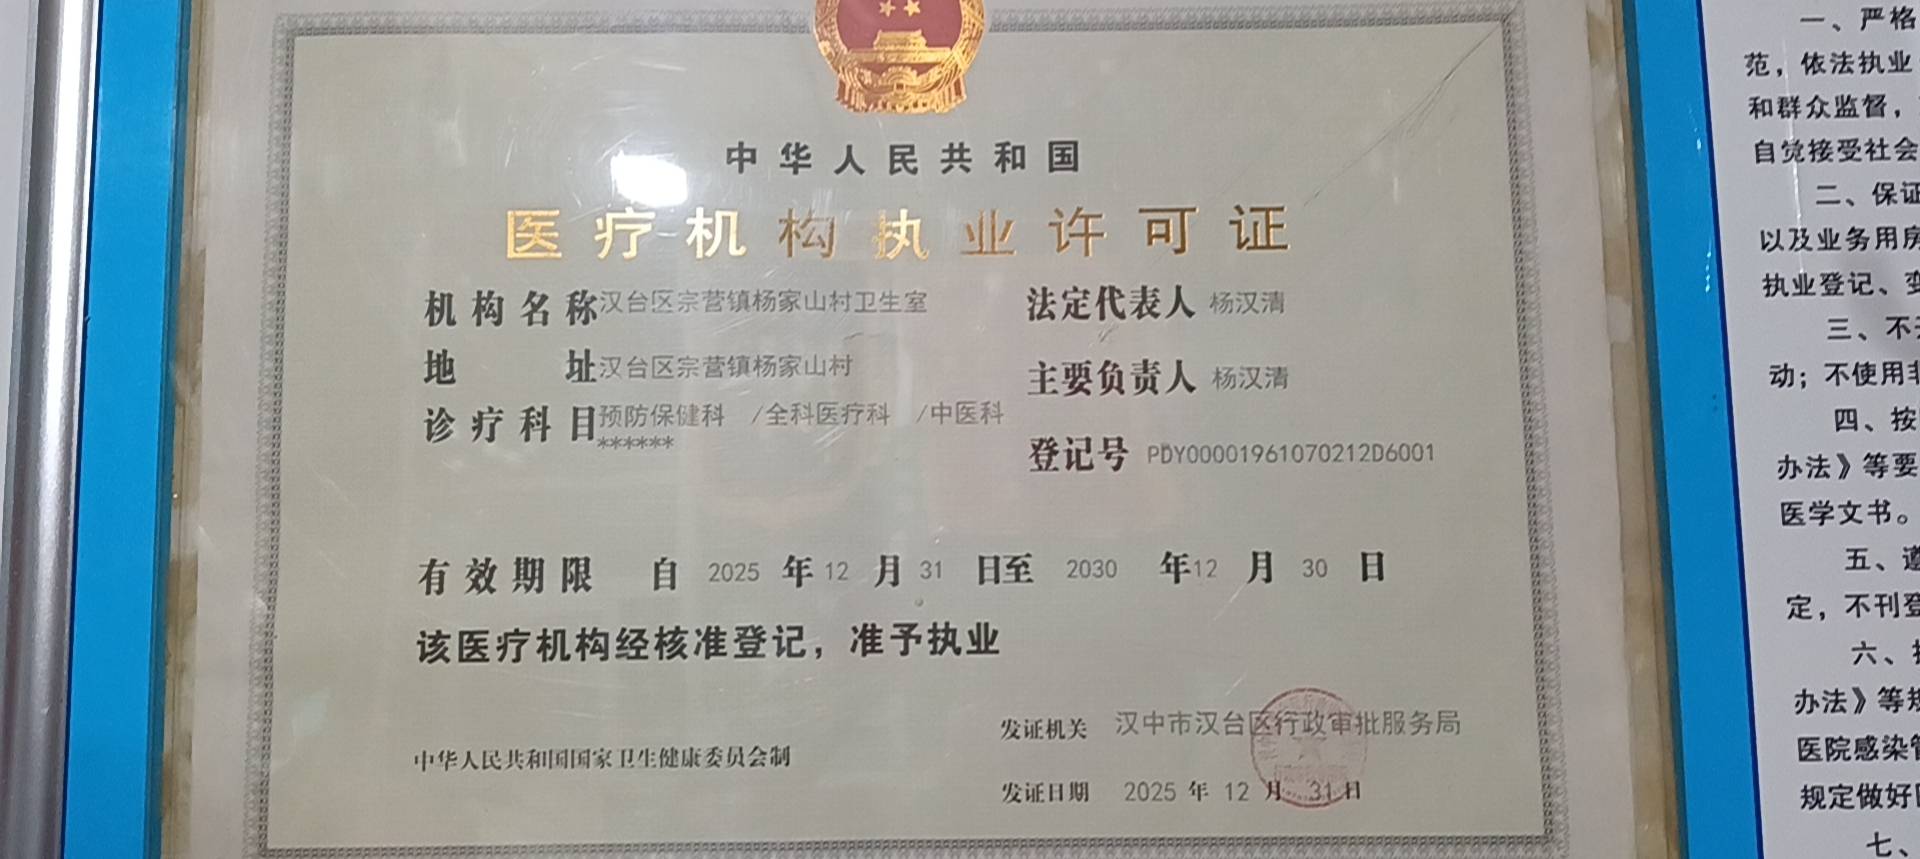 中华人民共和国
医疗机构执业许可证
机构名称 汉台区宗营镇杨家山村卫生室
法定代表人 杨汉清
地址 汉台区宗营镇杨家山村
主要负责人 杨汉清
诊疗科目 预防保健科 /全科医疗科 /中医科
******
登记号 PDY00001961070212D6001
有效期限 自 2025 年 12 月 31 日至 2030 年 12 月 30 日
该医疗机构经核准登记，准予执业
发证机关 汉中市汉台区行政审批服务局
中华人民共和国国家卫生健康委员会制
发证日期 2025 年 12 月 31 日
一、严格
范，依法执业
和群众监督，
自觉接受社会
二、保证
以及业务用房
执业登记、变
三、不
动；不使用非
四、按
办法》等要
医学文书。
五、遵
定，不刊登
六、
办法》等规
医院感染管
规定做好
七、